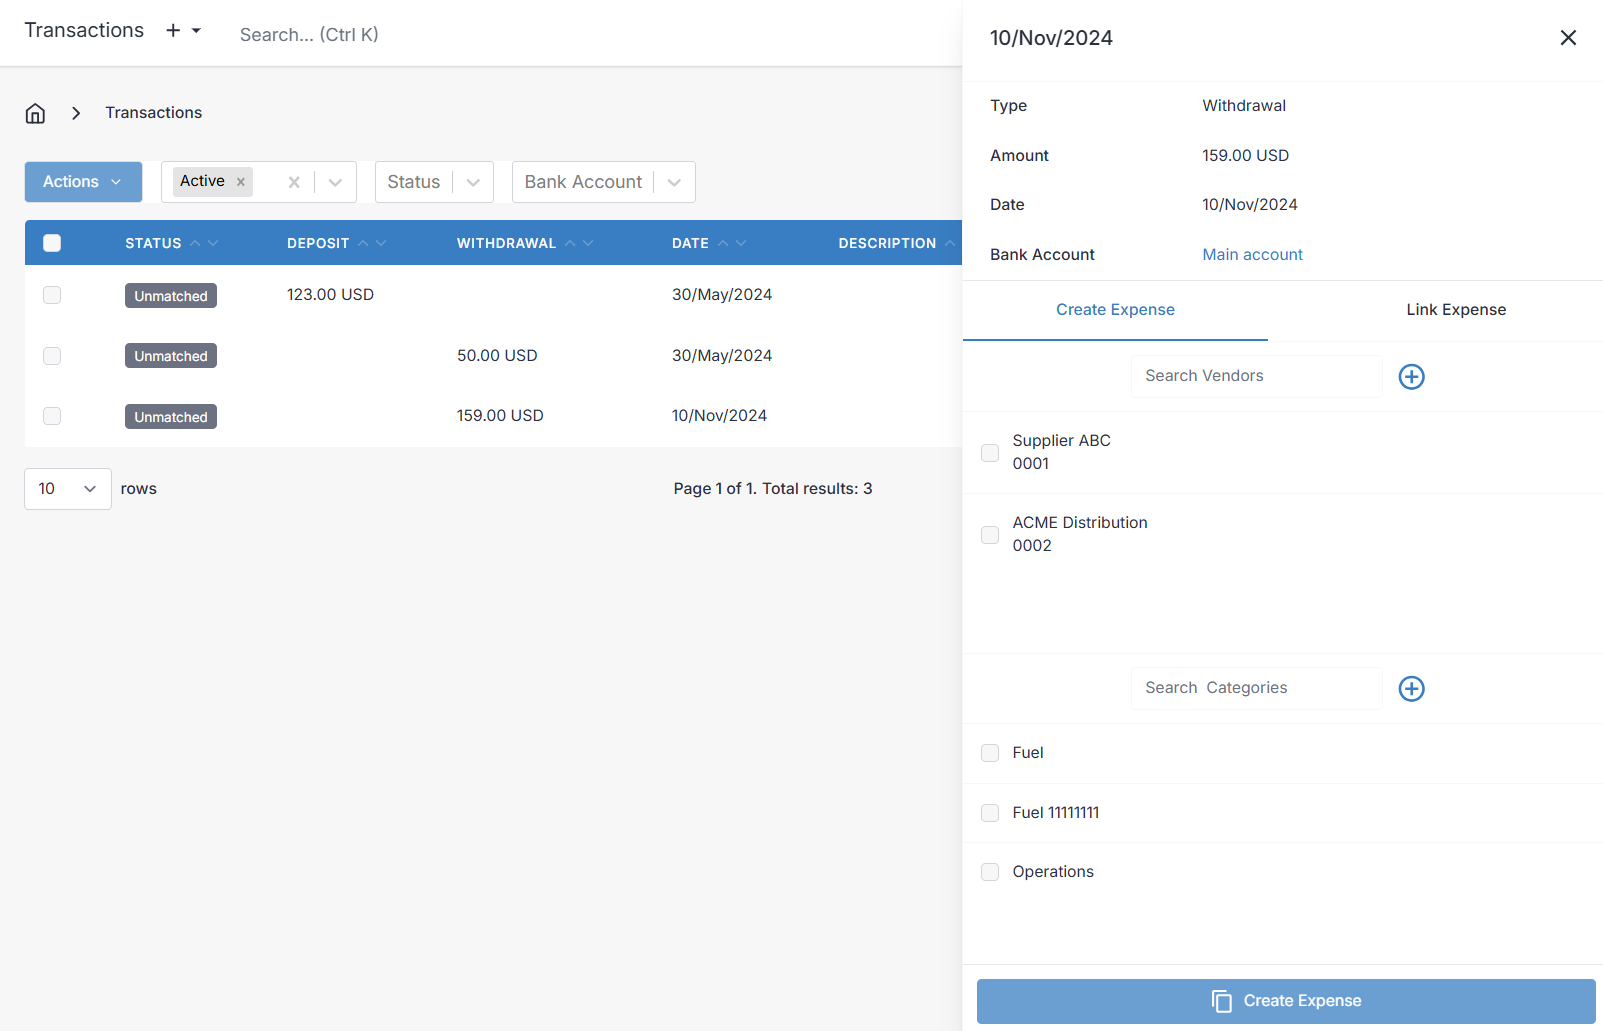 Transactions
Search... (Ctrl K)
Transactions
Actions
Active
Status
Bank Account
STATUS DEPOSIT WITHDRAWAL DATE DESCRIPTION
Unmatched 123.00 USD 30/May/2024
Unmatched 50.00 USD 30/May/2024
Unmatched 159.00 USD 10/Nov/2024
10 rows Page 1 of 1. Total results: 3
10/Nov/2024
Type Withdrawal
Amount 159.00 USD
Date 10/Nov/2024
Bank Account Main account
Create Expense Link Expense
Search Vendors
Supplier ABC
0001
ACME Distribution
0002
Search Categories
Fuel
Fuel 11111111
Operations
Create Expense